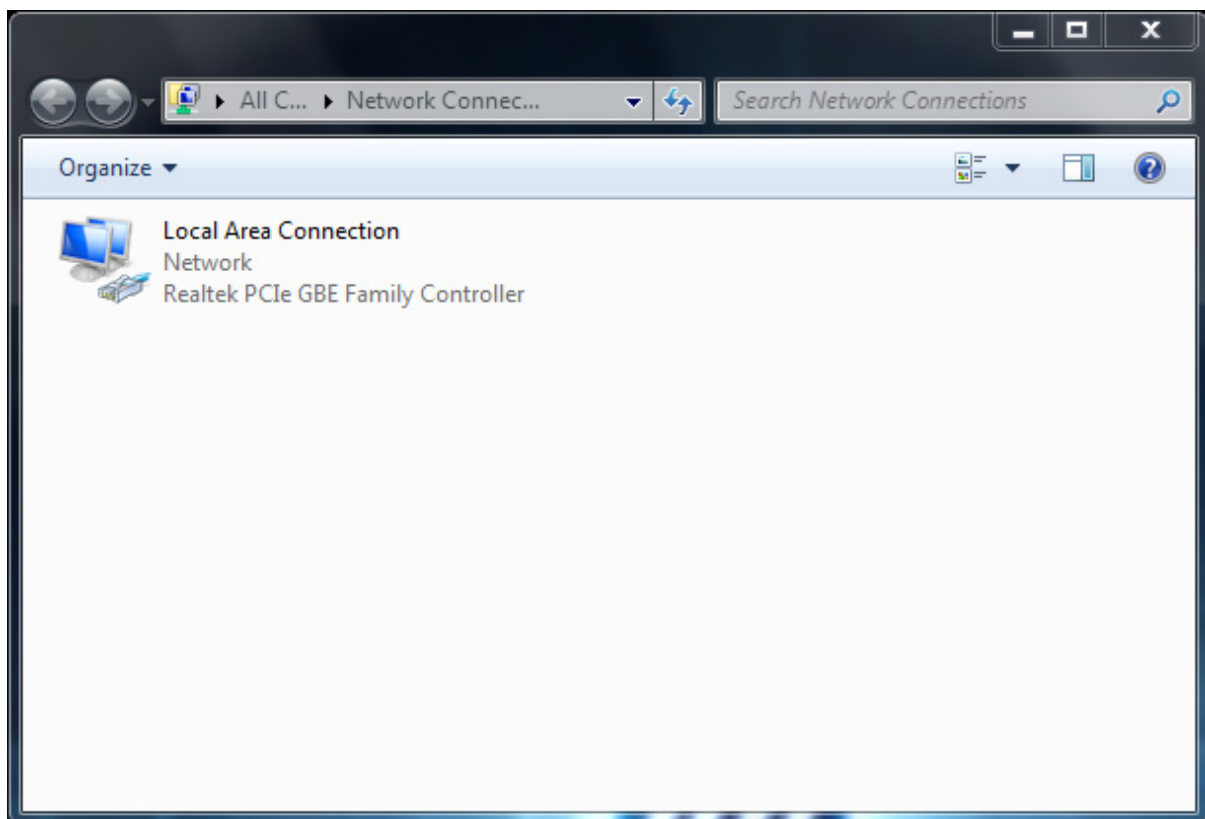 All C... Network Connec...
Search Network Connections
Organize
Local Area Connection
Network
Realtek PCIe GBE Family Controller